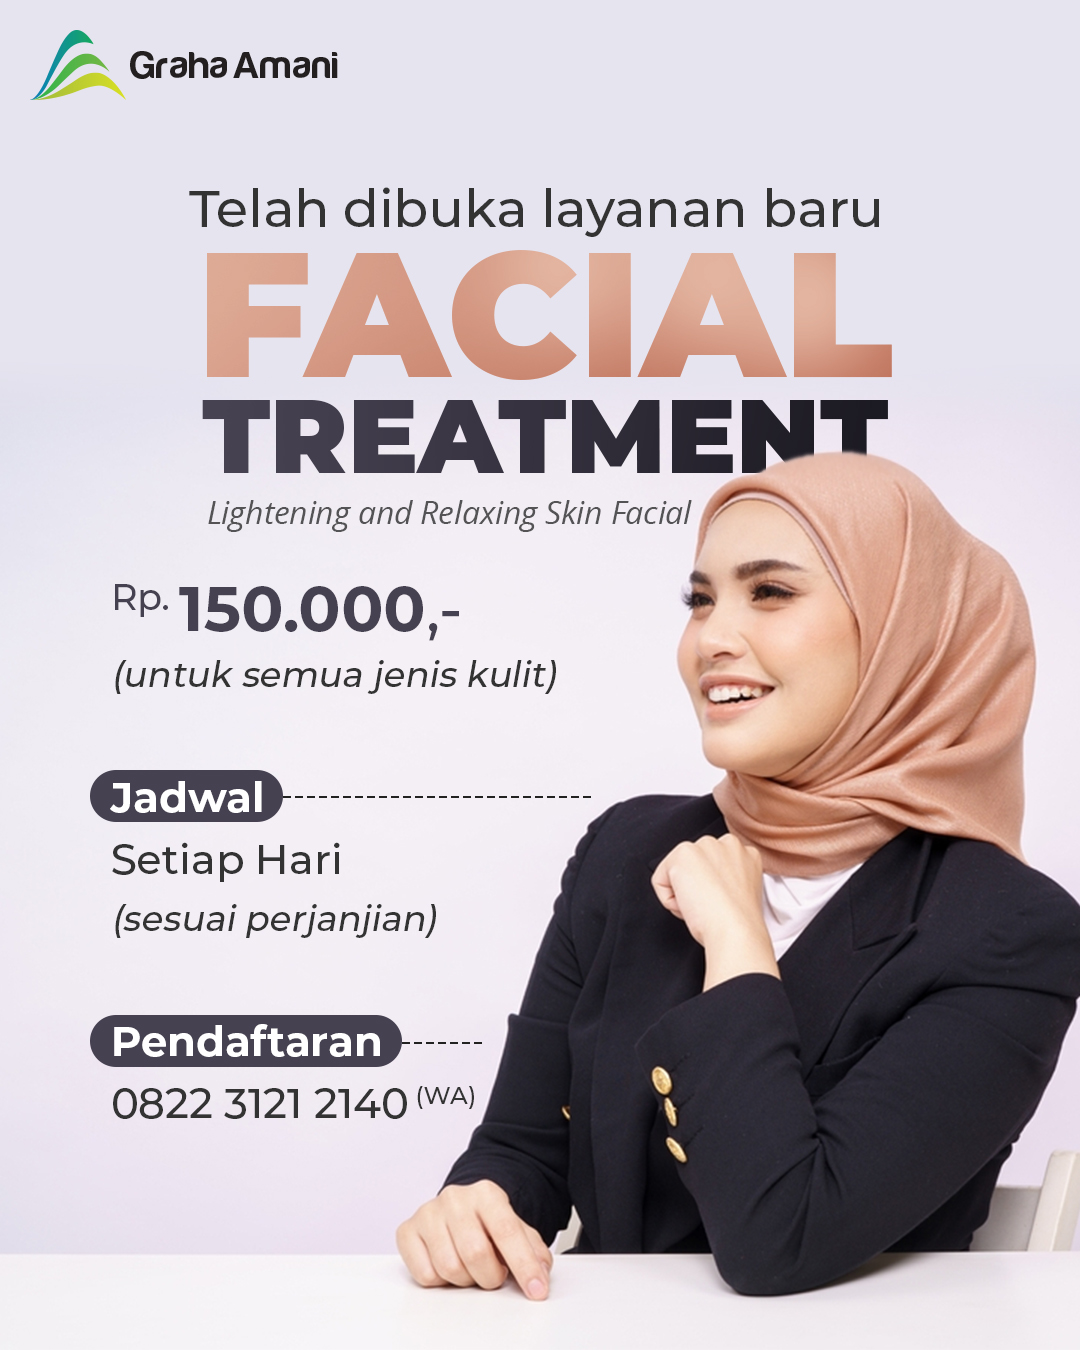 Graha Amani
Telah dibuka layanan baru
FACIAL
TREATMENT
Lightening and Relaxing Skin Facial
Rp. 150.000,-
(untuk semua jenis kulit)
Jadwal
Setiap Hari
(sesuai perjanjian)
Pendaftaran
0822 3121 2140 (WA)